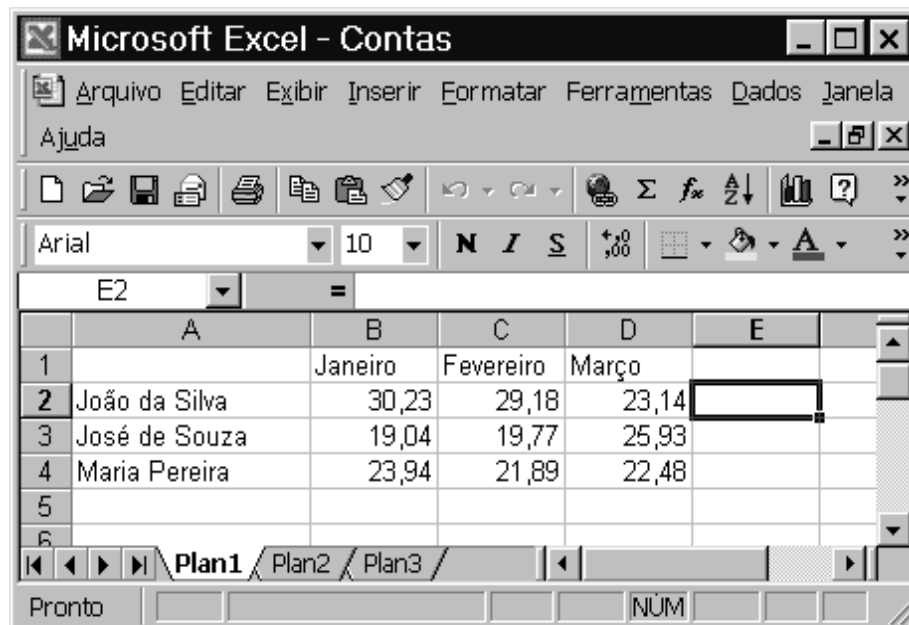 Microsoft Excel - Contas
Arquivo Editar Exibir Inserir Formatar Ferramentas Dados Janela
Ajuda
Arial 10 N I S
E2 =
A B C D E
1 Janeiro Fevereiro Março
2 João da Silva 30,23 29,18 23,14
3 José de Souza 19,04 19,77 25,93
4 Maria Pereira 23,94 21,89 22,48
5
6
Plan1 Plan2 Plan3
Pronto NÚM